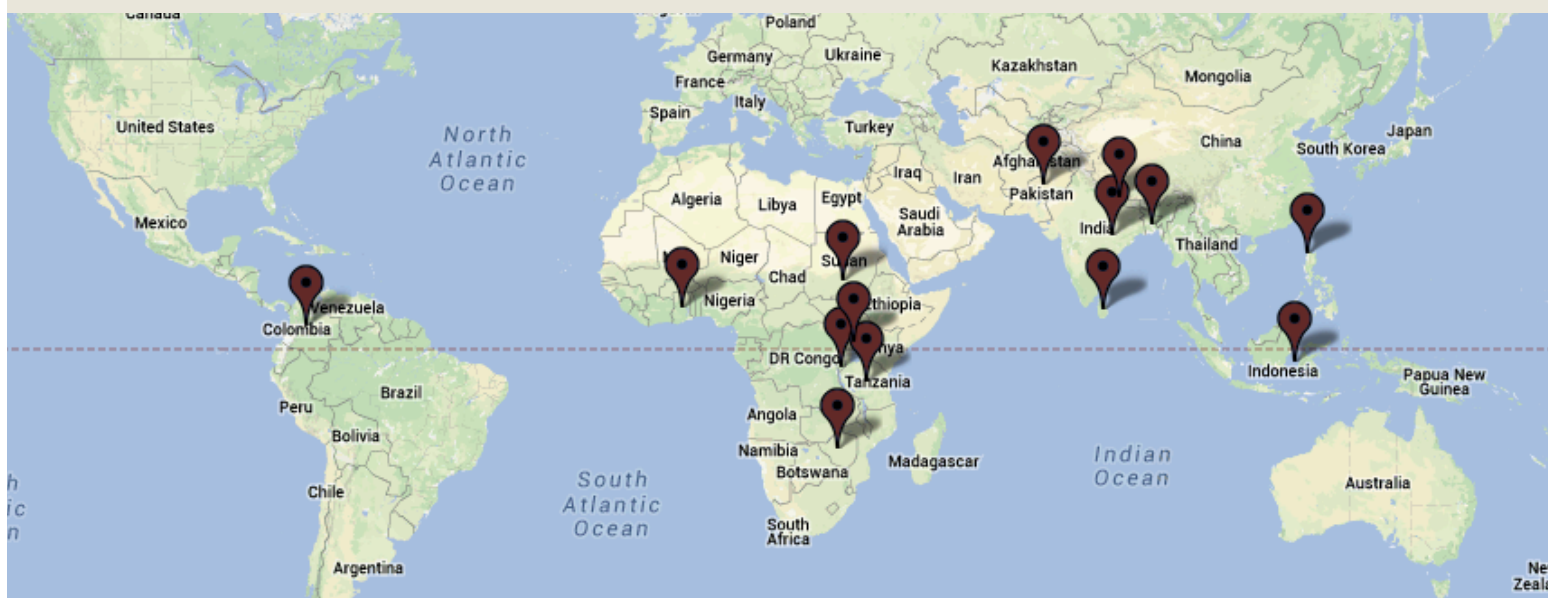 Canada
Poland
Germany
Ukraine
France
Kazakhstan
Mongolia
Italy
Spain
United States
North
Atlantic
Ocean
Turkey
Japan
China
South Korea
Iraq
Iran
Pakistan
Algeria
Libya
Egypt
Saudi
Arabia
Mexico
India
Thailand
Niger
Chad
Nigeria
Venezuela
Colombia
DR Congo
Tanzania
Indonesia
Papua New
Guinea
Brazil
Peru
Angola
Bolivia
Namibia
Botswana
Madagascar
Indian
Ocean
South
Atlantic
Ocean
Chile
Australia
South
Africa
Argentina